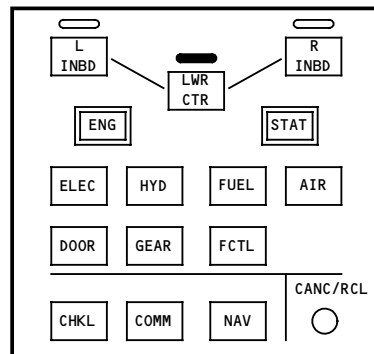 L
INBD
R
INBD
LWR
CTR
ENG
STAT
ELEC
HYD
FUEL
AIR
DOOR
GEAR
FCTL
CANC/RCL
CHKL
COMM
NAV